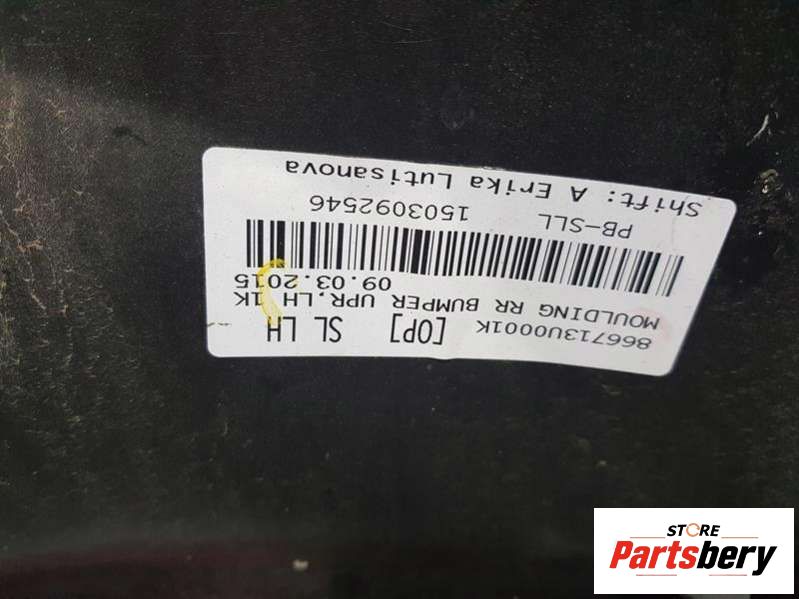 866713U0001K [OP] SL LH
MOULDING RR BUMPER UPR,LH 1K
09.03.2015
PB-SLL 1503092546
Shift: A Erika Lutisanova
STORE
Partsbery